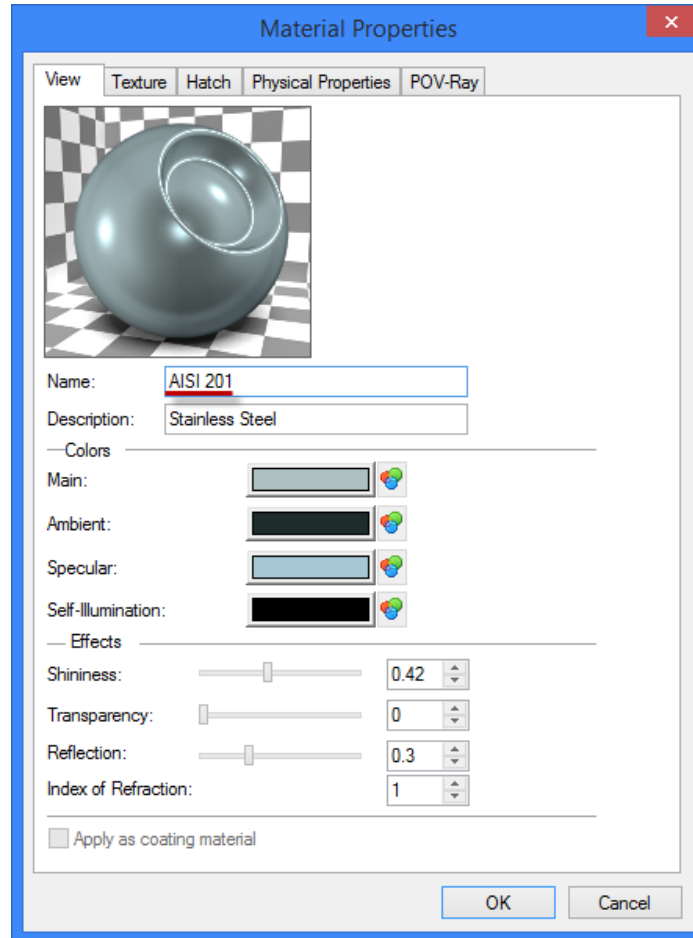 Material Properties
View Texture Hatch Physical Properties POV-Ray
Name: AISI 201
Description: Stainless Steel
Colors
Main:
Ambient:
Specular:
Self-Illumination:
Effects
Shininess: 0.42
Transparency: 0
Reflection: 0.3
Index of Refraction: 1
Apply as coating material
OK Cancel